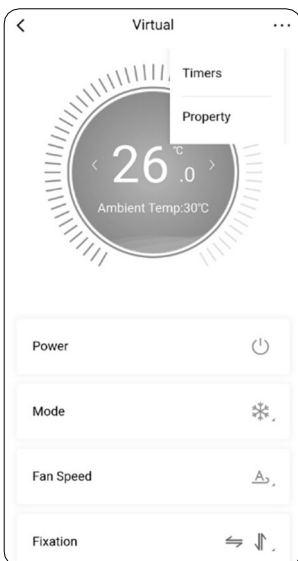 Virtual
Timers
Property
26.0 ℃
Ambient Temp:30℃
Power
Mode
Fan Speed
A
Fixation